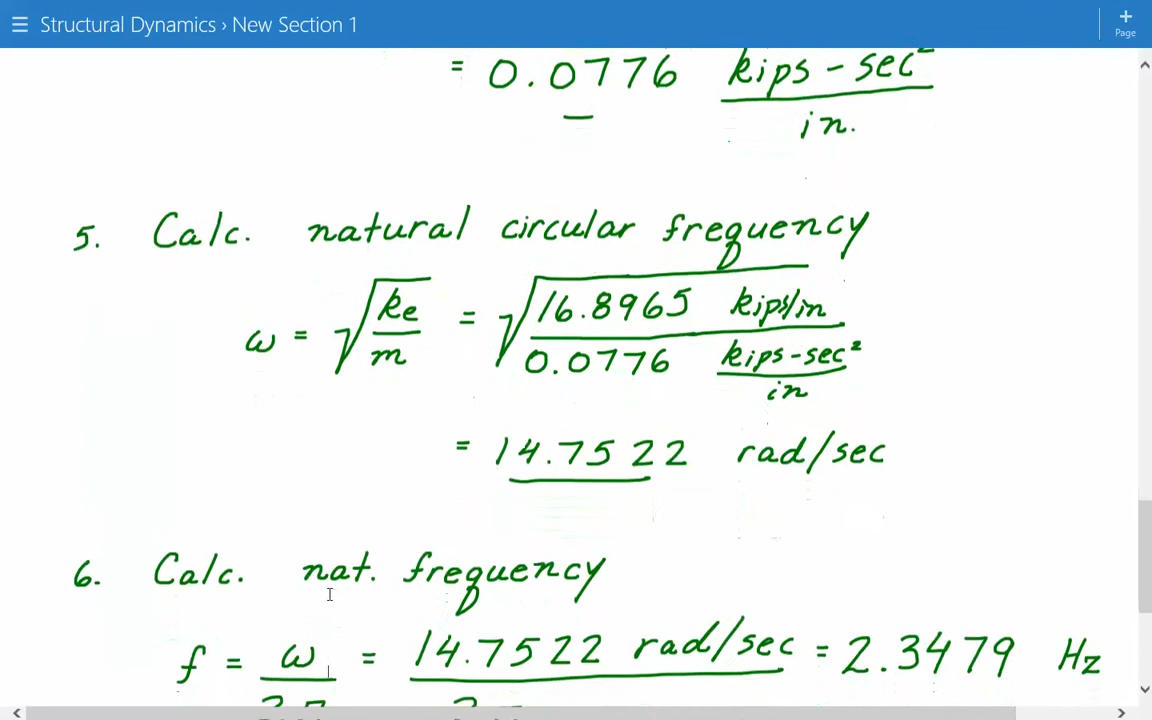 ☰ Structural Dynamics › New Section 1
+ Page
= 0.0776 kips-sec²
in.
5. Calc. natural circular frequency
ω = √ke/m = √16.8965 kips/in
0.0776 kips-sec²/in
= 14.7522 rad/sec
6. Calc. nat. frequency
f = ω = 14.7522 rad/sec = 2.3479 Hz